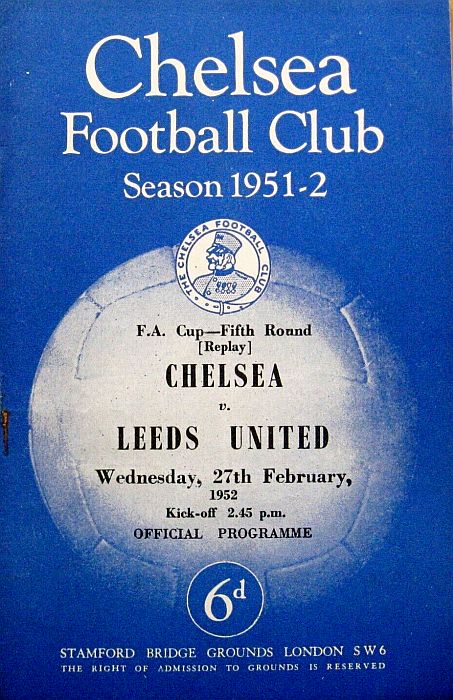 Chelsea
Football Club
Season 1951-2
THE CHELSEA FOOTBALL CLUB
F.A. Cup—Fifth Round
[Replay]
CHELSEA
v.
LEEDS UNITED
Wednesday, 27th February,
1952
Kick-off 2.45 p.m.
OFFICIAL PROGRAMME
6d
STAMFORD BRIDGE GROUNDS LONDON SW6
THE RIGHT OF ADMISSION TO GROUNDS IS RESERVED